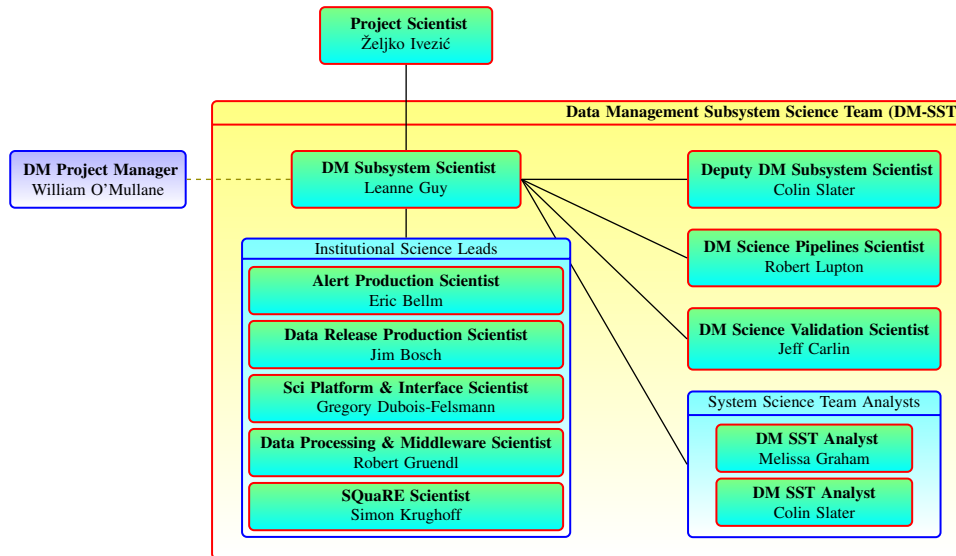 Project Scientist
Željko Ivezić
Data Management Subsystem Science Team (DM-SST
DM Project Manager
William O’Mullane
DM Subsystem Scientist
Leanne Guy
Deputy DM Subsystem Scientist
Colin Slater
Institutional Science Leads
Alert Production Scientist
Eric Bellm
Data Release Production Scientist
Jim Bosch
Sci Platform & Interface Scientist
Gregory Dubois-Felsmann
Data Processing & Middleware Scientist
Robert Gruendl
SQuaRE Scientist
Simon Krughoff
DM Science Pipelines Scientist
Robert Lupton
DM Science Validation Scientist
Jeff Carlin
System Science Team Analysts
DM SST Analyst
Melissa Graham
DM SST Analyst
Colin Slater